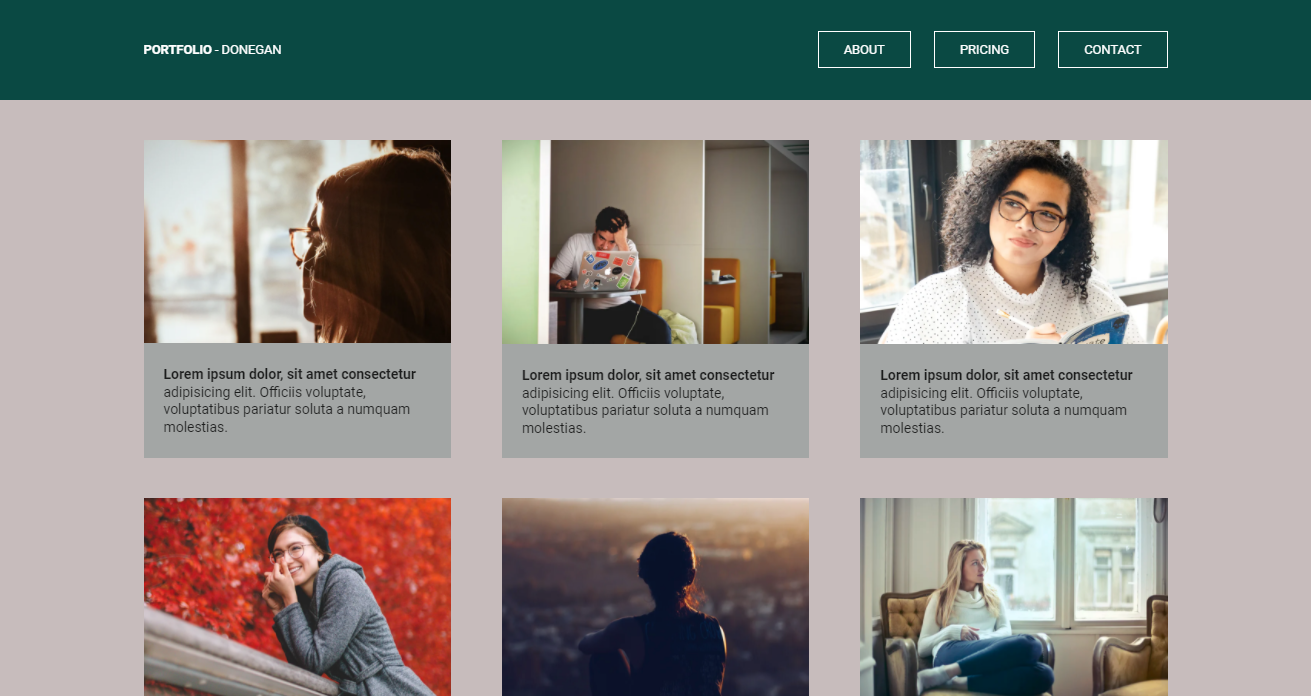 PORTFOLIO - DONEGAN
ABOUT
PRICING
CONTACT
Lorem ipsum dolor, sit amet consectetur
adipisicing elit. Officiis voluptate,
voluptatibus pariatur soluta a numquam
molestias.
Lorem ipsum dolor, sit amet consectetur
adipisicing elit. Officiis voluptate,
voluptatibus pariatur soluta a numquam
molestias.
Lorem ipsum dolor, sit amet consectetur
adipisicing elit. Officiis voluptate,
voluptatibus pariatur soluta a numquam
molestias.